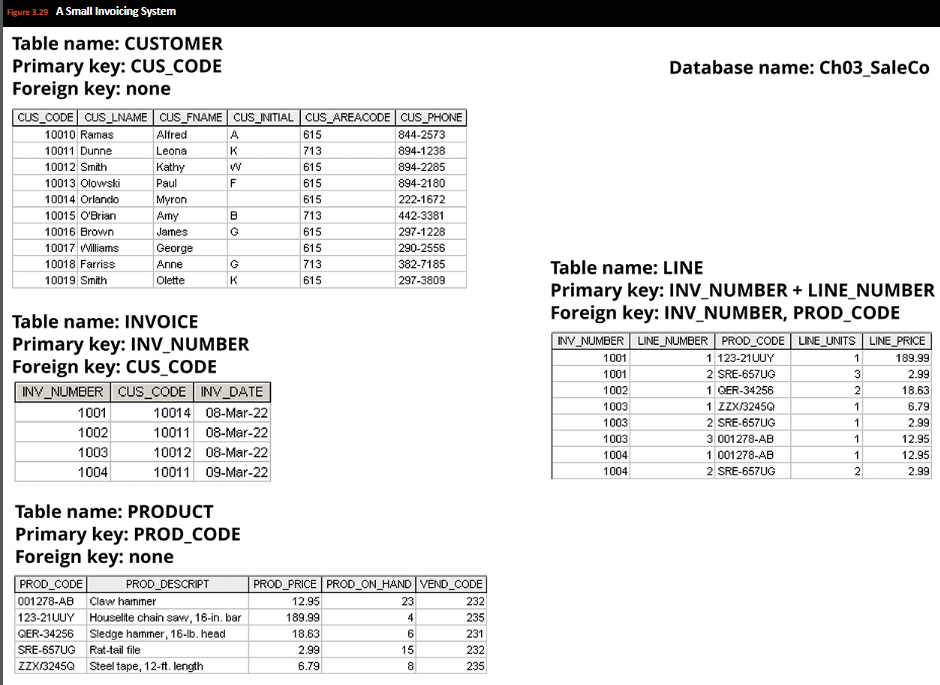 Figure 3.29 A Small Invoicing System
Table name: CUSTOMER
Primary key: CUS_CODE
Foreign key: none
Database name: Ch03_SaleCo
CUS_CODE CUS_LNAME CUS_FNAME CUS_INITIAL CUS_AREACODE CUS_PHONE
10010 Ramas Alfred A 615 844-2573
10011 Dunne Leona K 713 894-1238
10012 Smith Kathy W 615 894-2285
10013 Olowski Paul F 615 894-2180
10014 Orlando Myron 615 222-1672
10015 O'Brian Amy B 713 442-3381
10016 Brown James G 615 297-1228
10017 Williams George 615 290-2556
10018 Farriss Anne G 713 382-7185
10019 Smith Olette K 615 297-3809
Table name: INVOICE
Primary key: INV_NUMBER
Foreign key: CUS_CODE
INV_NUMBER CUS_CODE INV_DATE
1001 10014 08-Mar-22
1002 10011 08-Mar-22
1003 10012 08-Mar-22
1004 10011 09-Mar-22
Table name: LINE
Primary key: INV_NUMBER + LINE_NUMBER
Foreign key: INV_NUMBER, PROD_CODE
INV_NUMBER LINE_NUMBER PROD_CODE LINE_UNITS LINE_PRICE
1001 1 123-21UUY 1 189.99
1001 2 SRE-657UG 3 2.99
1002 1 QER-34256 2 18.63
1003 1 ZZX/3245Q 1 6.79
1003 2 SRE-657UG 1 2.99
1003 3 001278-AB 1 12.95
1004 1 001278-AB 1 12.95
1004 2 SRE-657UG 2 2.99
Table name: PRODUCT
Primary key: PROD_CODE
Foreign key: none
PROD_CODE PROD_DESCRIPT PROD_PRICE PROD_ON_HAND VEND_CODE
001278-AB Claw hammer 12.95 23 232
123-21UUY Houselite chain saw, 16-in. bar 189.99 4 235
QER-34256 Sledge hammer, 16-lb. head 18.63 6 231
SRE-657UG Rat-tail file 2.99 15 232
ZZX/3245Q Steel tape, 12-ft. length 6.79 8 235